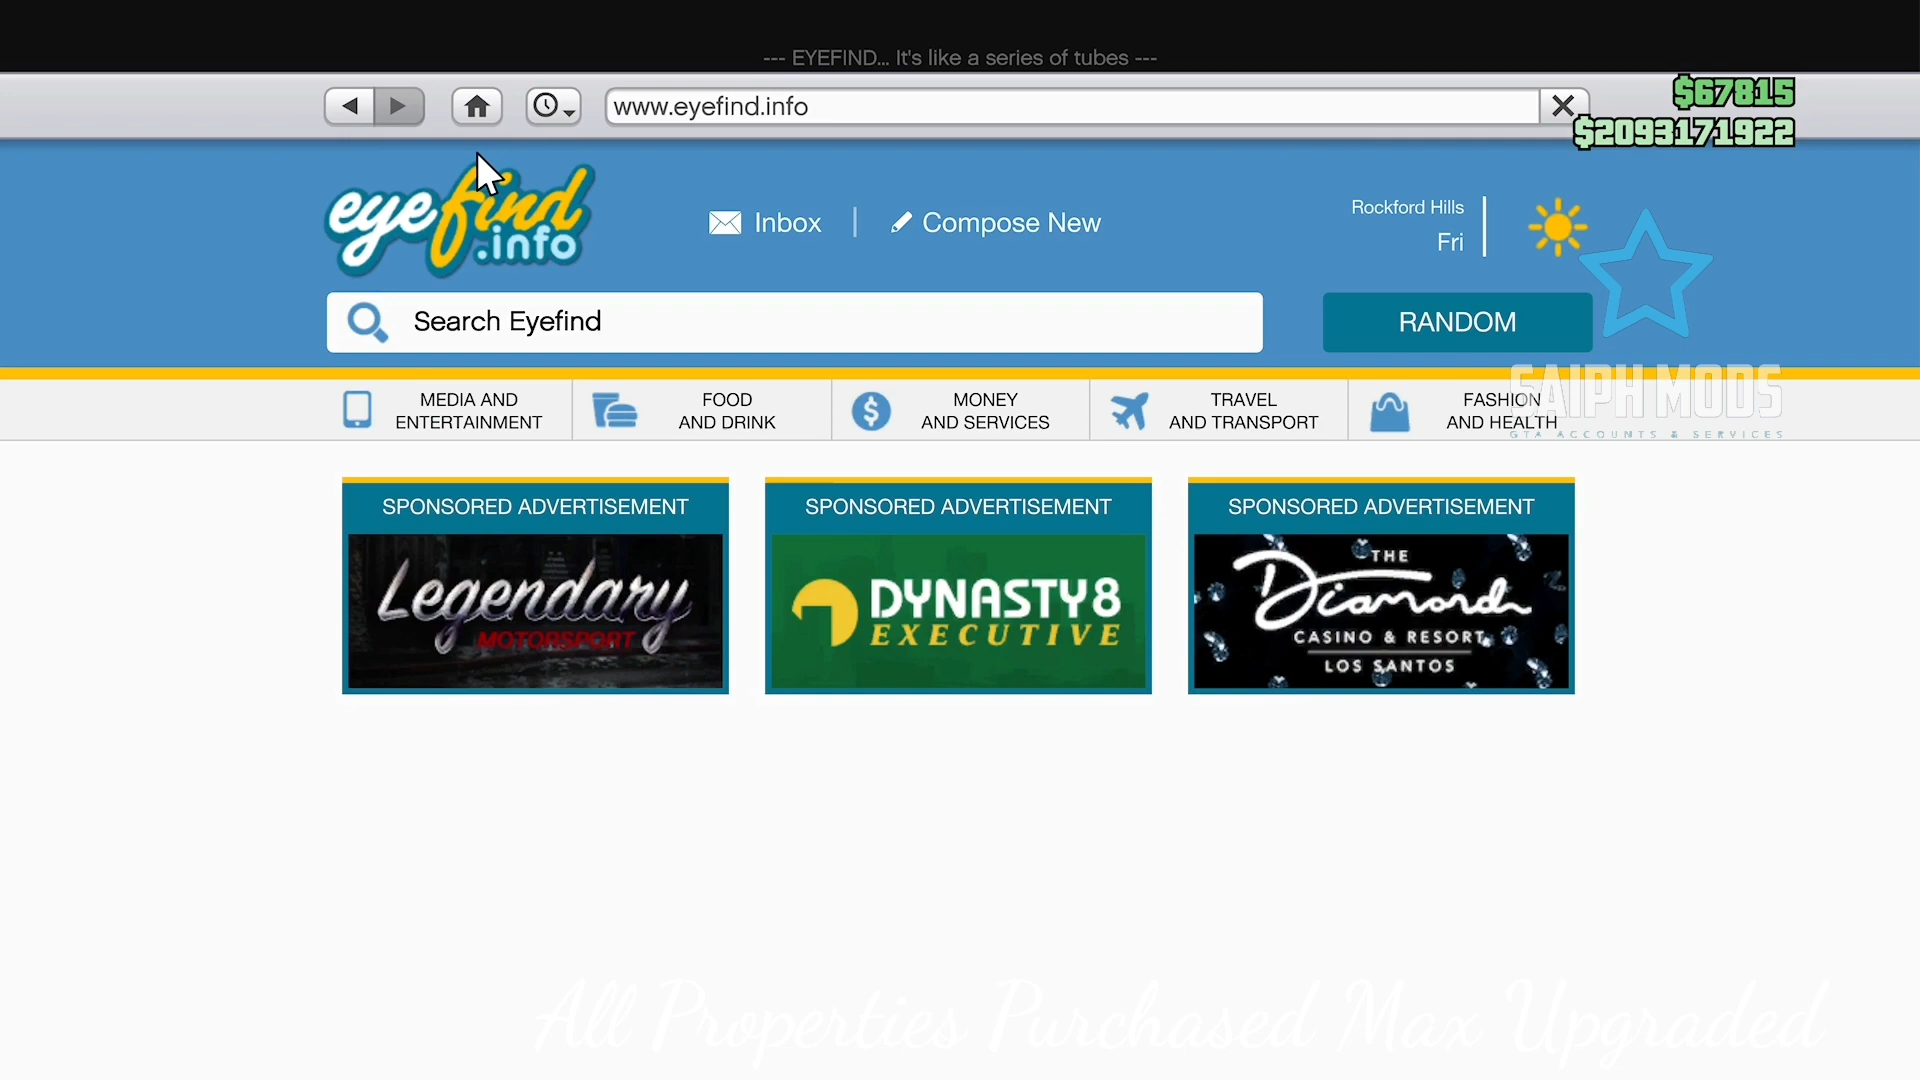 --- EYEFIND... It's like a series of tubes ---
www.eyefind.info
$67815
$2093171922
eyefind
.info
Inbox
Compose New
Rockford Hills
Fri
Search Eyefind
RANDOM
MEDIA AND
ENTERTAINMENT
FOOD
AND DRINK
MONEY
AND SERVICES
TRAVEL
AND TRANSPORT
FASHION
AND HEALTH
SAIPH MODS
GTA ACCOUNTS & SERVICES
SPONSORED ADVERTISEMENT
Legendary
MOTORSPORT
SPONSORED ADVERTISEMENT
DYNASTY8
EXECUTIVE
SPONSORED ADVERTISEMENT
THE
Diamond
CASINO & RESORT
LOS SANTOS
All Properties Purchased Max Upgraded